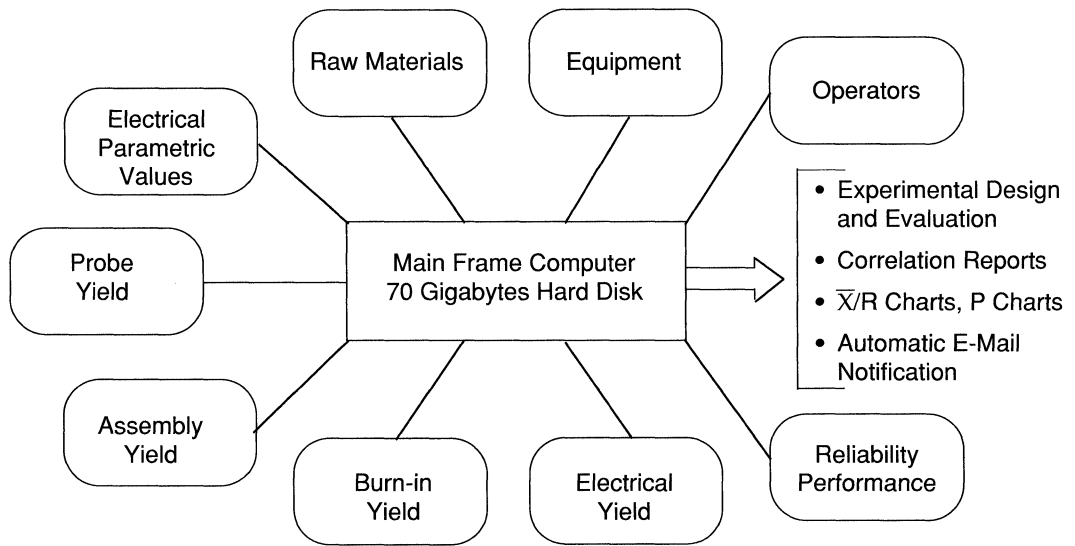 Raw Materials
Equipment
Operators
Electrical
Parametric
Values
• Experimental Design
and Evaluation
• Correlation Reports
• X̅/R Charts, P Charts
• Automatic E-Mail
Notification
Probe
Yield
Main Frame Computer
70 Gigabytes Hard Disk
Assembly
Yield
Burn-in
Yield
Electrical
Yield
Reliability
Performance